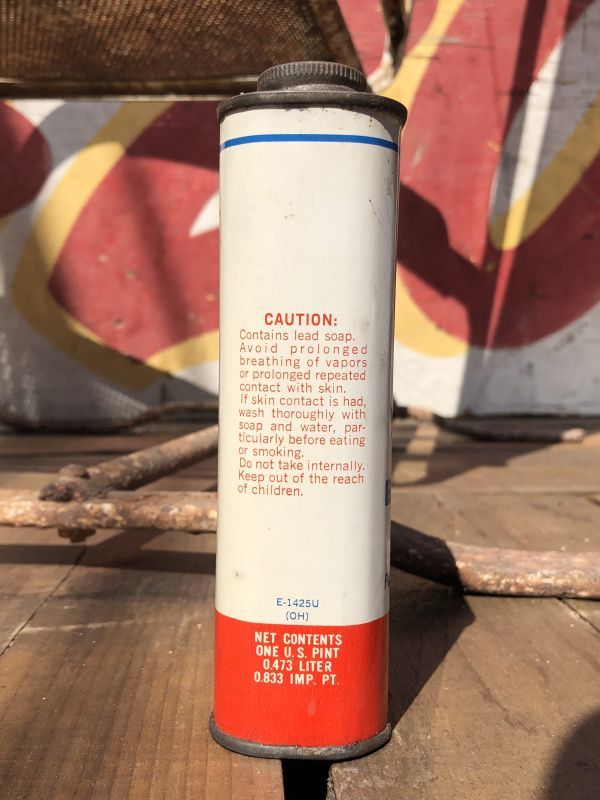 CAUTION:
Contains lead soap.
Avoid prolonged
breathing of vapors
or prolonged repeated
contact with skin.
If skin contact is had,
wash thoroughly with
soap and water, par-
ticularly before eating
or smoking.
Do not take internally.
Keep out of the reach
of children.
E-1425U
(OH)
NET CONTENTS
ONE U.S. PINT
0.473 LITER
0.833 IMP. PT.